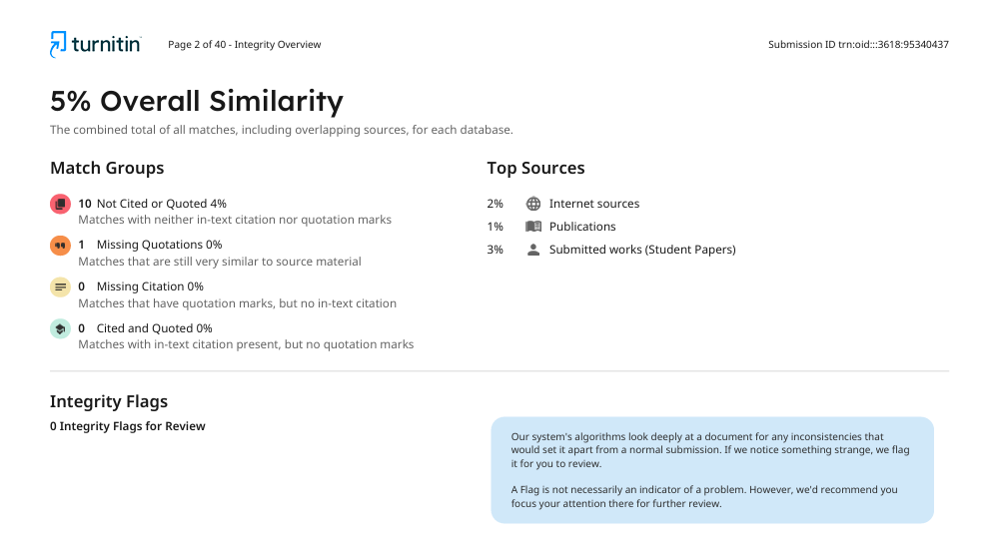 turnitin
Page 2 of 40 - Integrity Overview
Submission ID trn:oid:::3618:95340437
5% Overall Similarity
The combined total of all matches, including overlapping sources, for each database.
Match Groups
10 Not Cited or Quoted 4%
Matches with neither in-text citation nor quotation marks
1 Missing Quotations 0%
Matches that are still very similar to source material
0 Missing Citation 0%
Matches that have quotation marks, but no in-text citation
0 Cited and Quoted 0%
Matches with in-text citation present, but no quotation marks
Top Sources
2% Internet sources
1% Publications
3% Submitted works (Student Papers)
Integrity Flags
0 Integrity Flags for Review
Our system's algorithms look deeply at a document for any inconsistencies that
would set it apart from a normal submission. If we notice something strange, we flag
it for you to review.
A Flag is not necessarily an indicator of a problem. However, we'd recommend you
focus your attention there for further review.